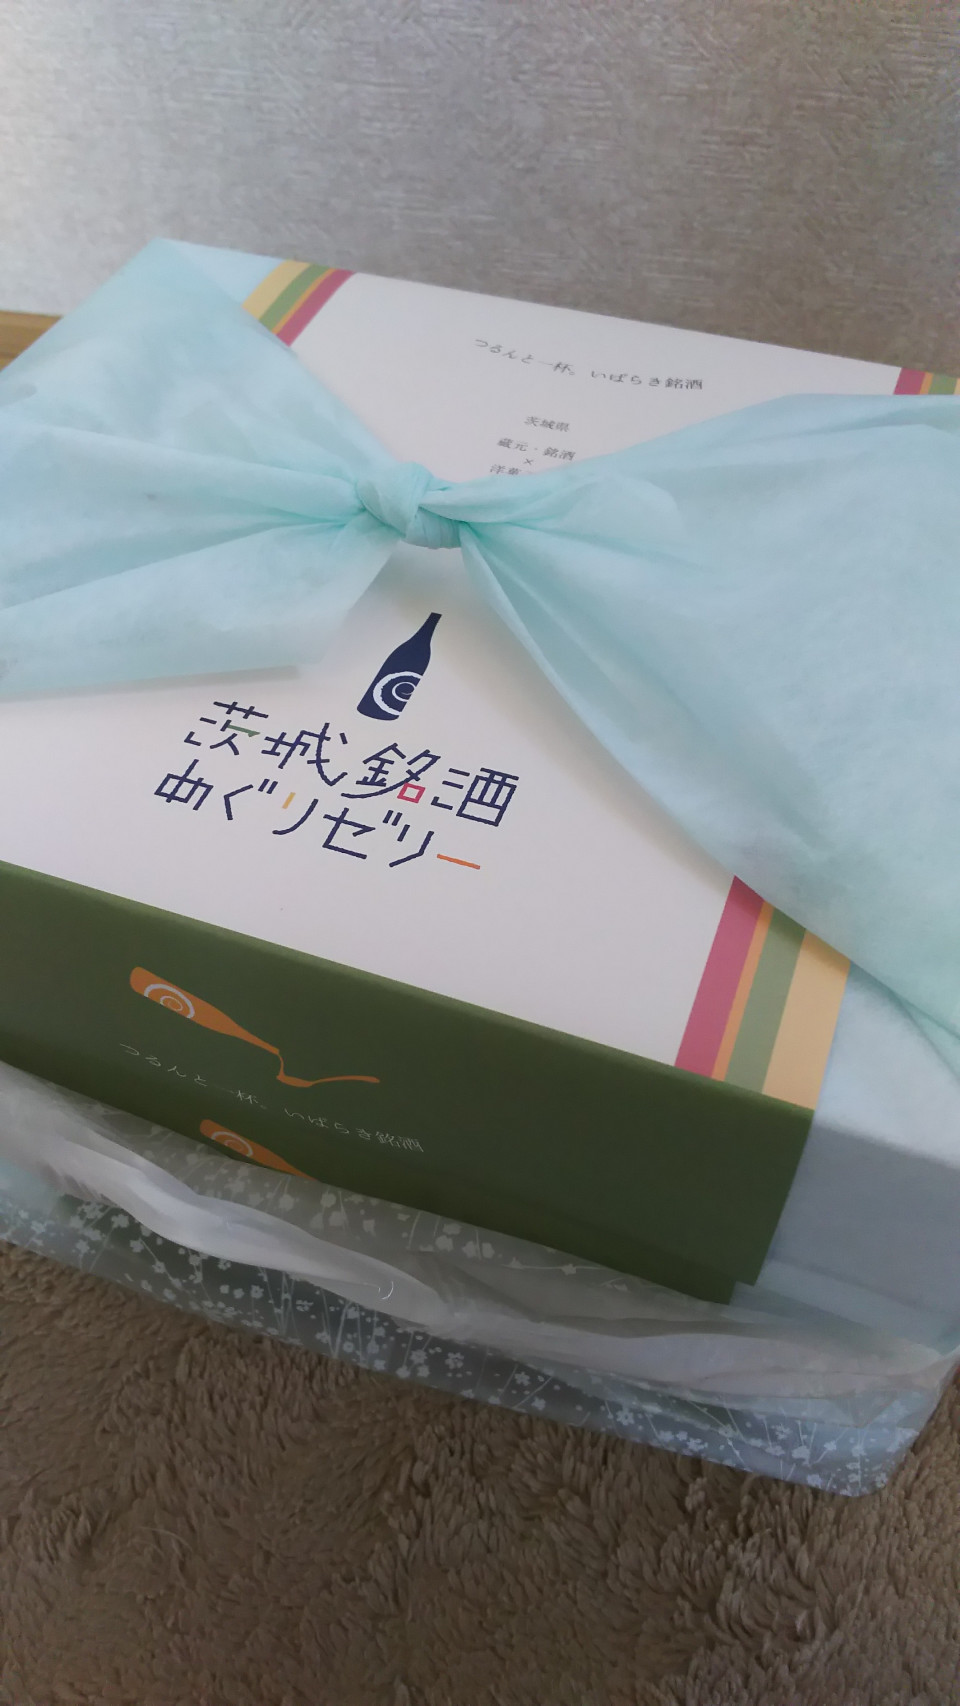 つるんと一杯。いばらき銘酒
茨城県
蔵元・銘酒
×
洋菓
茨城銘酒
めぐりゼリー
つるんと一杯。いばらき銘酒